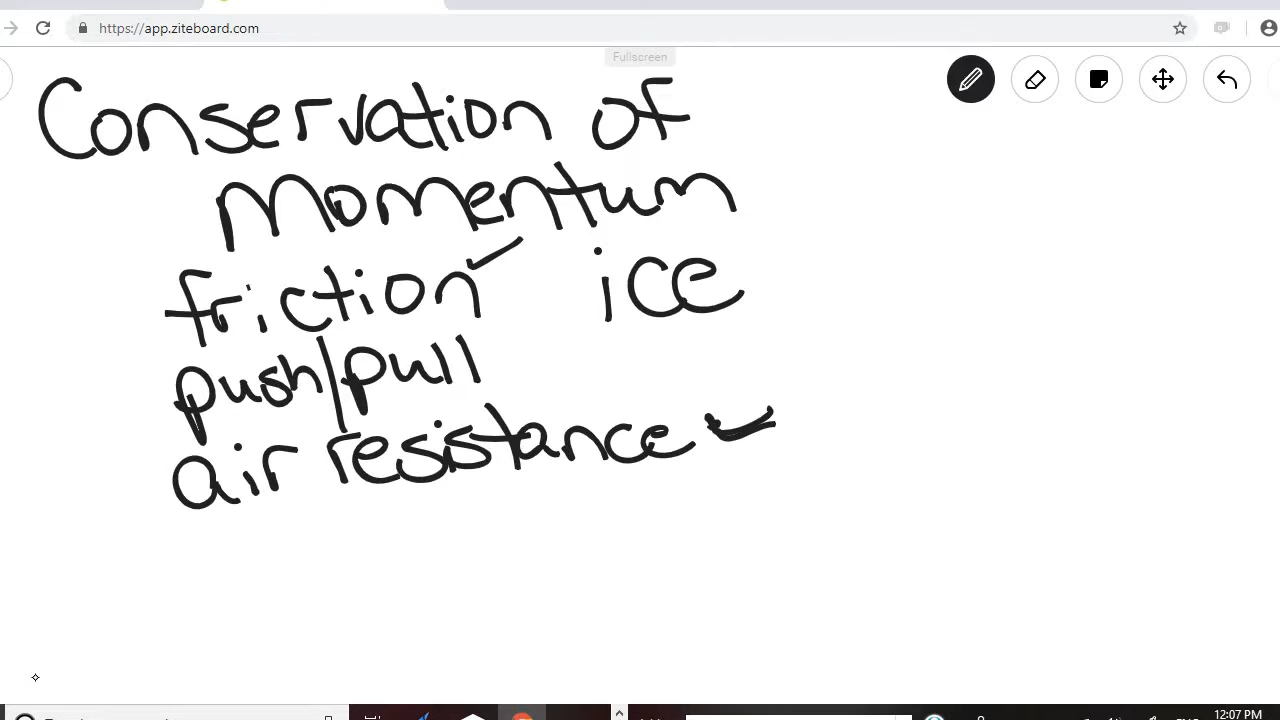 https://app.ziteboard.com
Fullscreen
Conservation of
Momentum
friction ice
push/pull
air resistance
12:07 PM